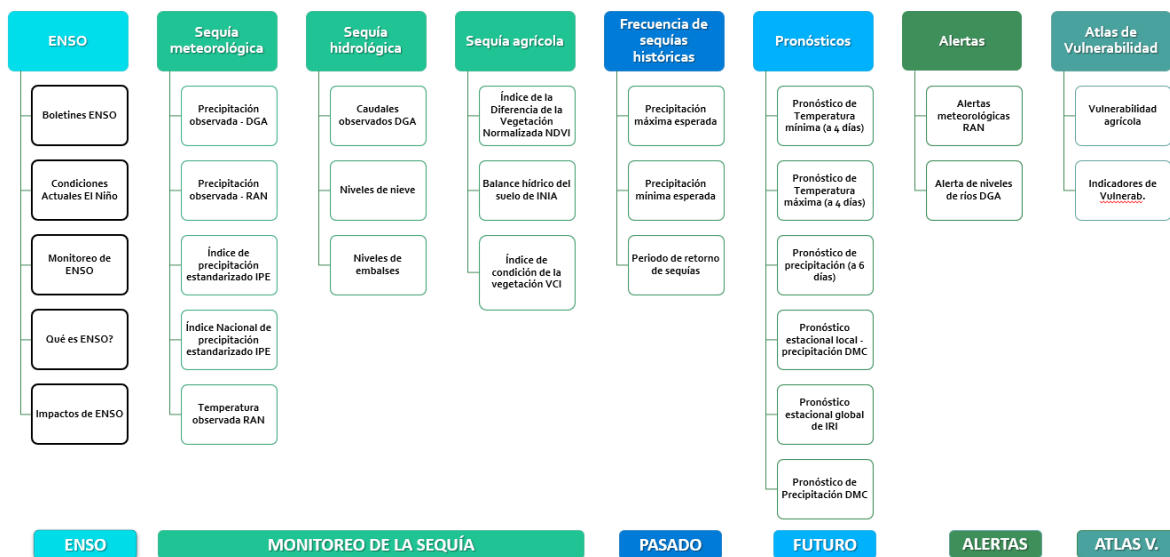 ENSO
Boletines ENSO
Condiciones
Actuales El Niño
Monitoreo de
ENSO
Qué es ENSO?
Impactos de ENSO
Sequía
meteorológica
Precipitación
observada - DGA
Precipitación
observada - RAN
Índice de
precipitación
estandarizado IPE
Índice Nacional de
precipitación
estandarizado IPE
Temperatura
observada RAN
Sequía
hidrológica
Caudales
observados DGA
Niveles de nieve
Niveles de
embalses
Sequía agrícola
Índice de la
Diferencia de la
Vegetación
Normalizada NDVI
Balance hídrico del
suelo de INIA
Índice de
condición de la
vegetación VCI
Frecuencia de
sequías
históricas
Precipitación
máxima esperada
Precipitación
mínima esperada
Periodo de retorno
de sequías
Pronósticos
Pronóstico de
Temperatura
mínima (a 4 días)
Pronóstico de
Temperatura
máxima (a 4 días)
Pronóstico de
precipitación (a 6
días)
Pronóstico
estacional local -
precipitación DMC
Pronóstico
estacional global
de IRI
Pronóstico de
Precipitación DMC
Alertas
Alertas
meteorológicas
RAN
Alerta de niveles
de ríos DGA
Atlas de
Vulnerabilidad
Vulnerabilidad
agrícola
Indicadores de
Vulnerab.
ENSO
MONITOREO DE LA SEQUÍA
PASADO
FUTURO
ALERTAS
ATLAS V.